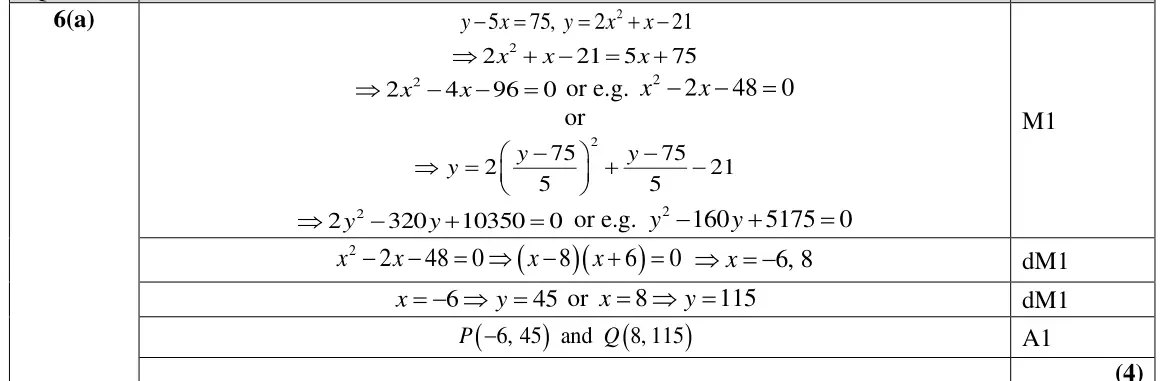 6(a)
y − 5x = 75, y = 2x² + x − 21
⇒ 2x² + x − 21 = 5x + 75
⇒ 2x² − 4x − 96 = 0 or e.g. x² − 2x − 48 = 0
or
⇒ y = 2((y − 75)/5)² + (y − 75)/5 − 21
⇒ 2y² − 320y + 10350 = 0 or e.g. y² − 160y + 5175 = 0
M1
x² − 2x − 48 = 0 ⇒ (x − 8)(x + 6) = 0 ⇒ x = −6, 8 dM1
x = −6 ⇒ y = 45 or x = 8 ⇒ y = 115 dM1
P(−6, 45) and Q(8, 115) A1
(4)